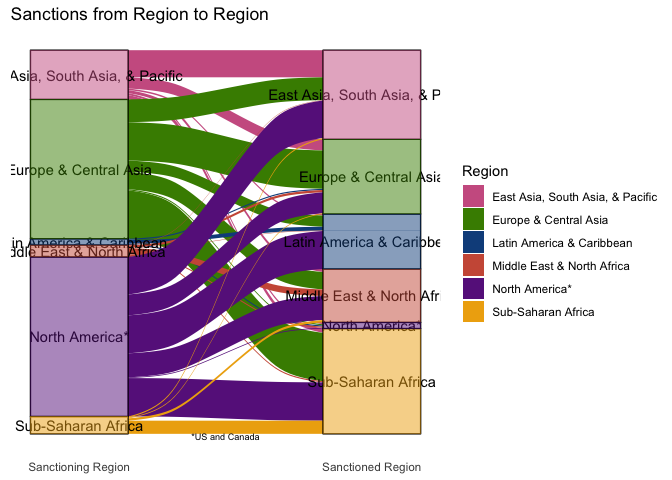 Sanctions from Region to Region
Asia, South Asia, & Pacific
East Asia, South Asia, & P
Europe & Central Asia
Europe & Central Asia
in America & Caribbean
Latin America & Caribbe
ddle East & North Africa
Middle East & North Afri
North America*
North America*
Sub-Saharan Africa
Sub-Saharan Africa
*US and Canada
Sanctioning Region
Sanctioned Region
Region
East Asia, South Asia, & Pacific
Europe & Central Asia
Latin America & Caribbean
Middle East & North Africa
North America*
Sub-Saharan Africa